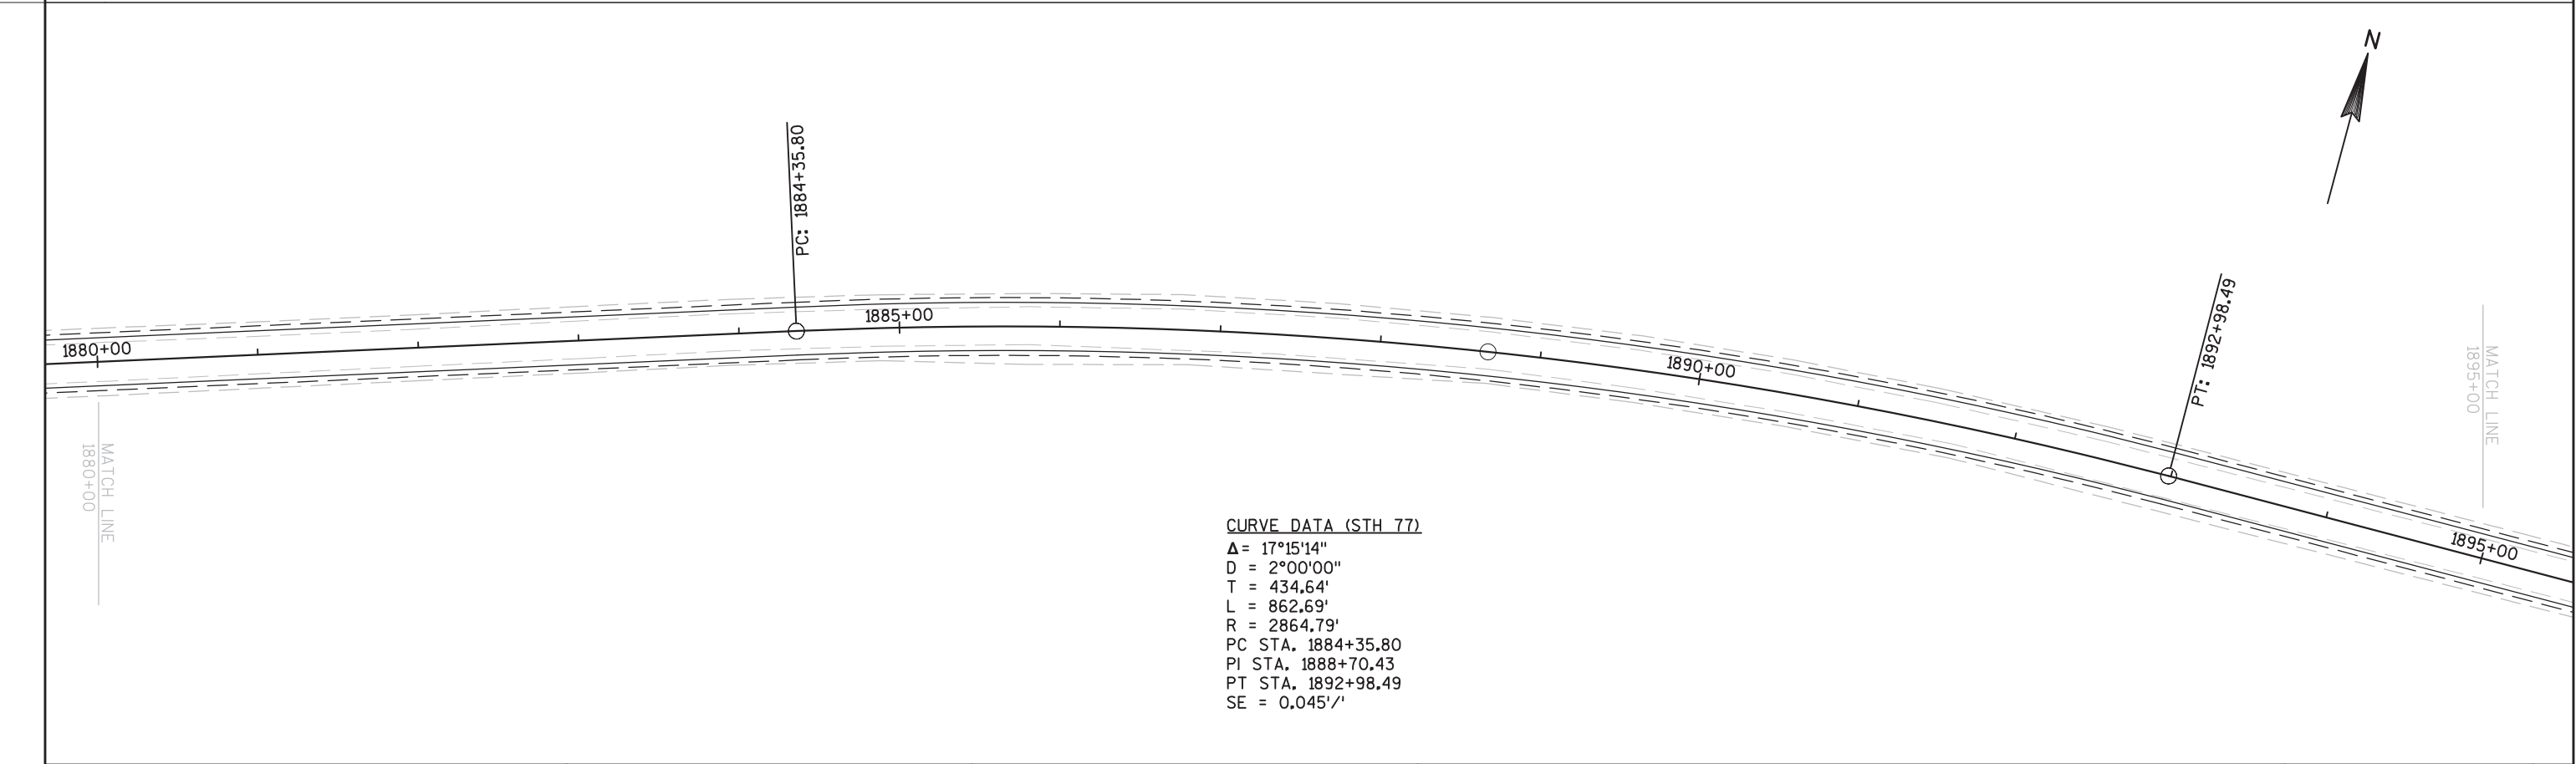 N
PC: 1884+35.80
PT: 1892+98.49
1880+00
1885+00
1890+00
1895+00
MATCH LINE
1880+00
MATCH LINE
1895+00
CURVE DATA (STH 77)
Δ= 17°15'14"
D = 2°00'00"
T = 434.64'
L = 862.69'
R = 2864.79'
PC STA. 1884+35.80
PI STA. 1888+70.43
PT STA. 1892+98.49
SE = 0.045'/'